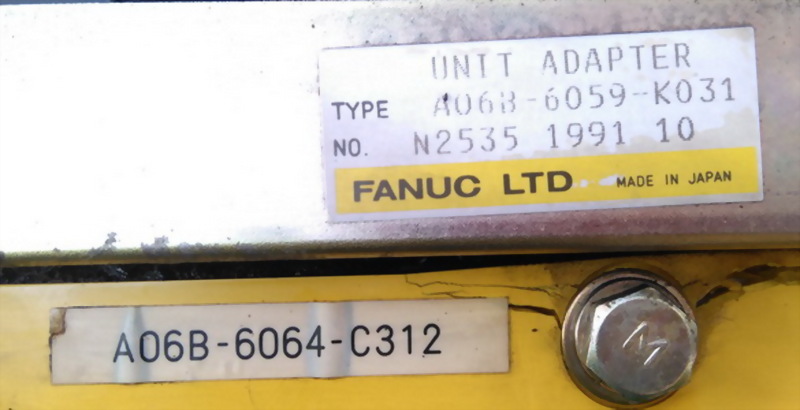 UNIT ADAPTER
TYPE A06B-6059-K031
NO. N2535 1991 10
FANUC LTD MADE IN JAPAN
A06B-6064-C312
M